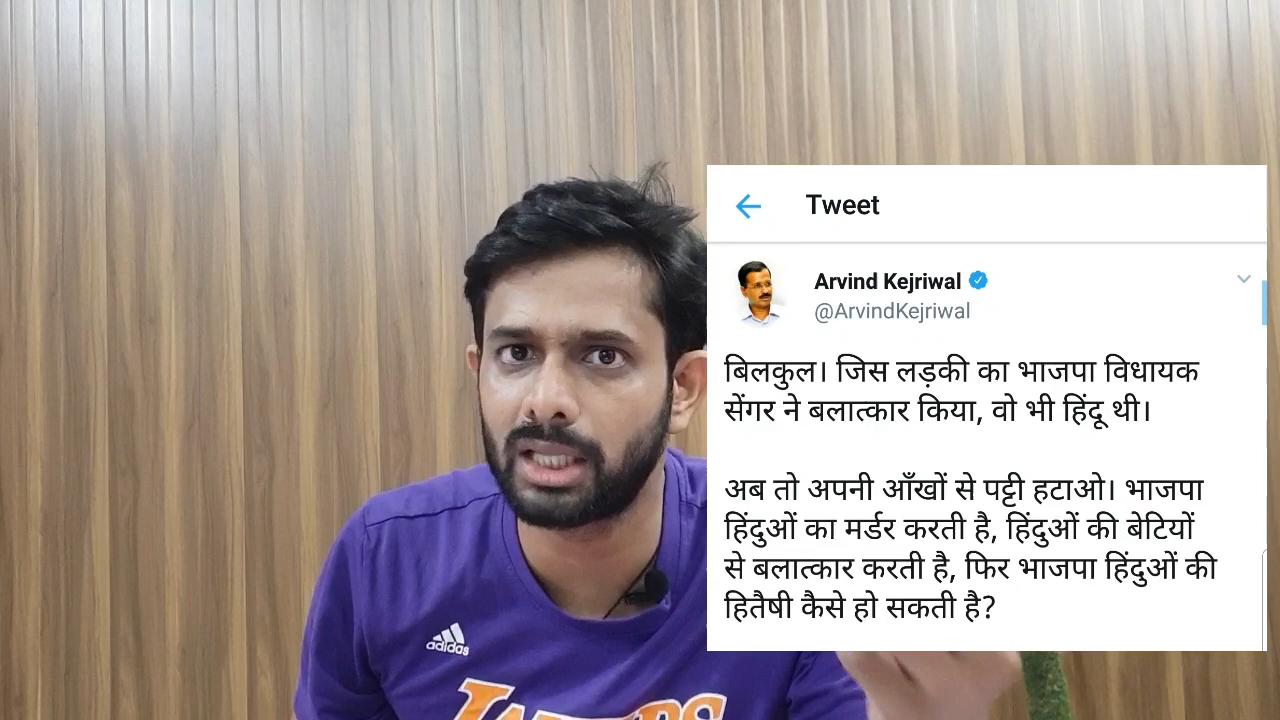 Tweet
Arvind Kejriwal
@ArvindKejriwal
बिलकुल। जिस लड़की का भाजपा विधायक
सेंगर ने बलात्कार किया, वो भी हिंदू थी।
अब तो अपनी आँखों से पट्टी हटाओ। भाजपा
हिंदुओं का मर्डर करती है, हिंदुओं की बेटियों
से बलात्कार करती है, फिर भाजपा हिंदुओं की
हितैषी कैसे हो सकती है?
adidas
LAKERS